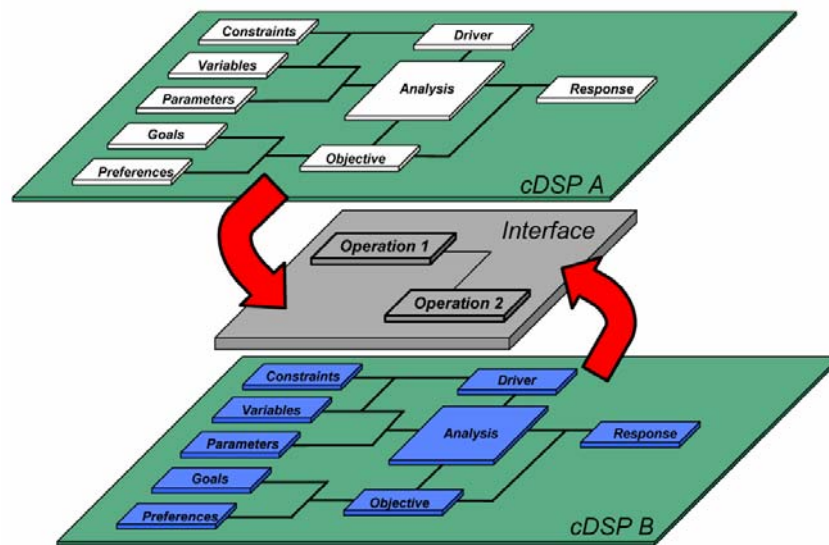 Constraints
Driver
Variables
Analysis
Parameters
Response
Goals
Objective
Preferences
cDSP A
Interface
Operation 1
Operation 2
Constraints
Driver
Variables
Analysis
Parameters
Response
Goals
Objective
Preferences
cDSP B